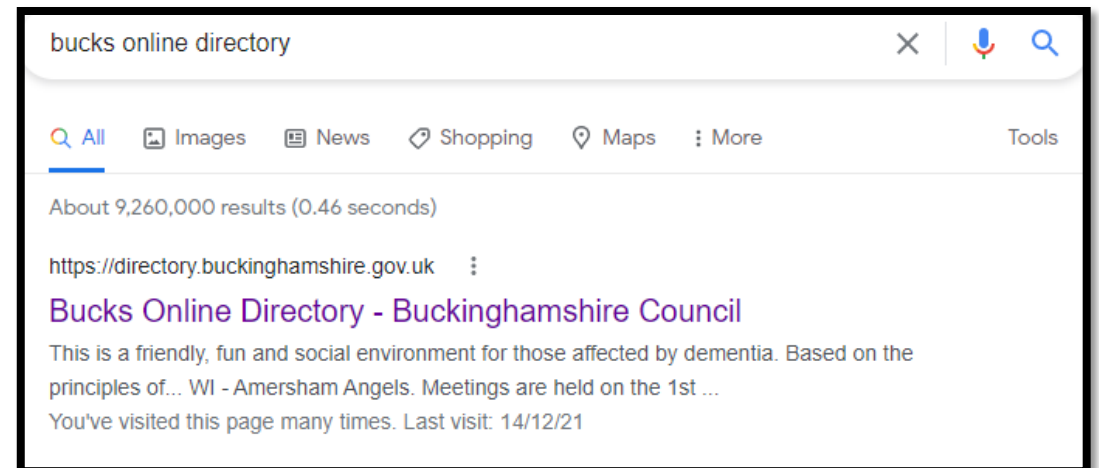 bucks online directory
All Images News Shopping Maps More Tools
About 9,260,000 results (0.46 seconds)
https://directory.buckinghamshire.gov.uk
Bucks Online Directory - Buckinghamshire Council
This is a friendly, fun and social environment for those affected by dementia. Based on the
principles of... WI - Amersham Angels. Meetings are held on the 1st ...
You've visited this page many times. Last visit: 14/12/21